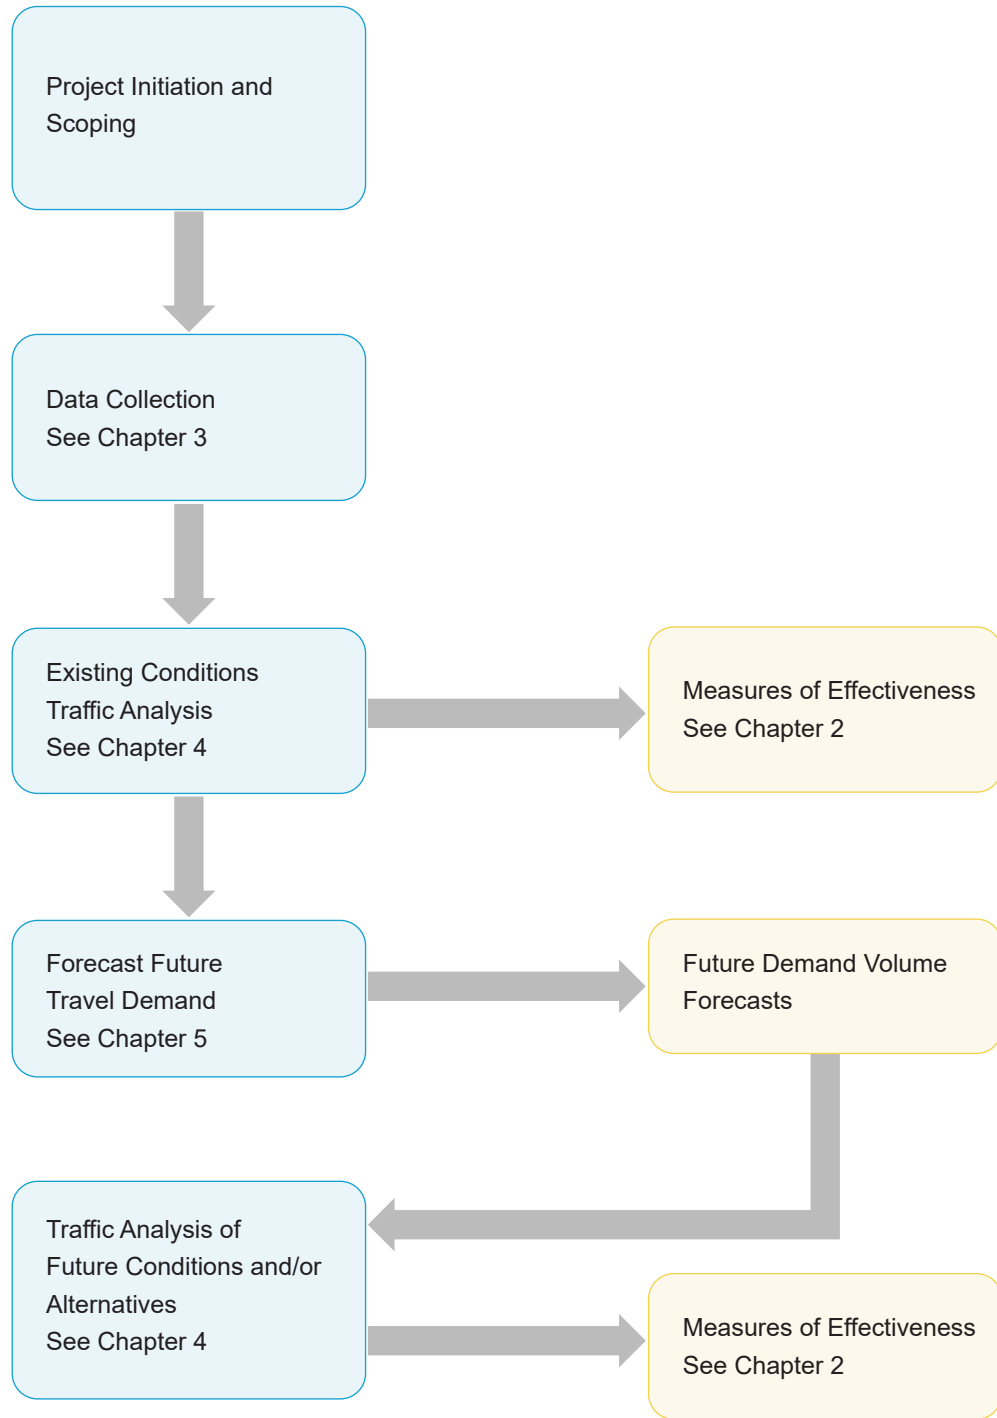 Project Initiation and
Scoping
Data Collection
See Chapter 3
Existing Conditions
Traffic Analysis
See Chapter 4
Measures of Effectiveness
See Chapter 2
Forecast Future
Travel Demand
See Chapter 5
Future Demand Volume
Forecasts
Traffic Analysis of
Future Conditions and/or
Alternatives
See Chapter 4
Measures of Effectiveness
See Chapter 2